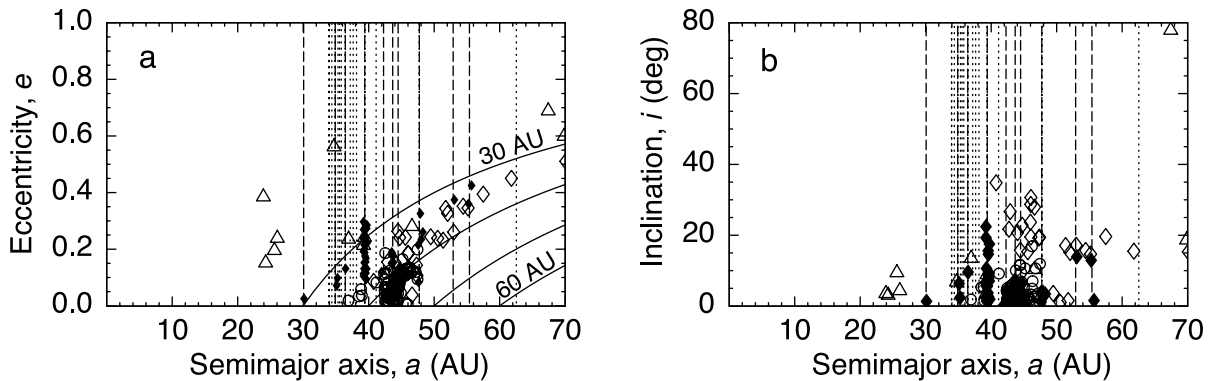 1.0
0.8
0.6
0.4
0.2
0.0
Eccentricity, e
a
30 AU
60 AU
10 20 30 40 50 60 70
Semimajor axis, a (AU)
80
60
40
20
0
Inclination, i (deg)
b
10 20 30 40 50 60 70
Semimajor axis, a (AU)